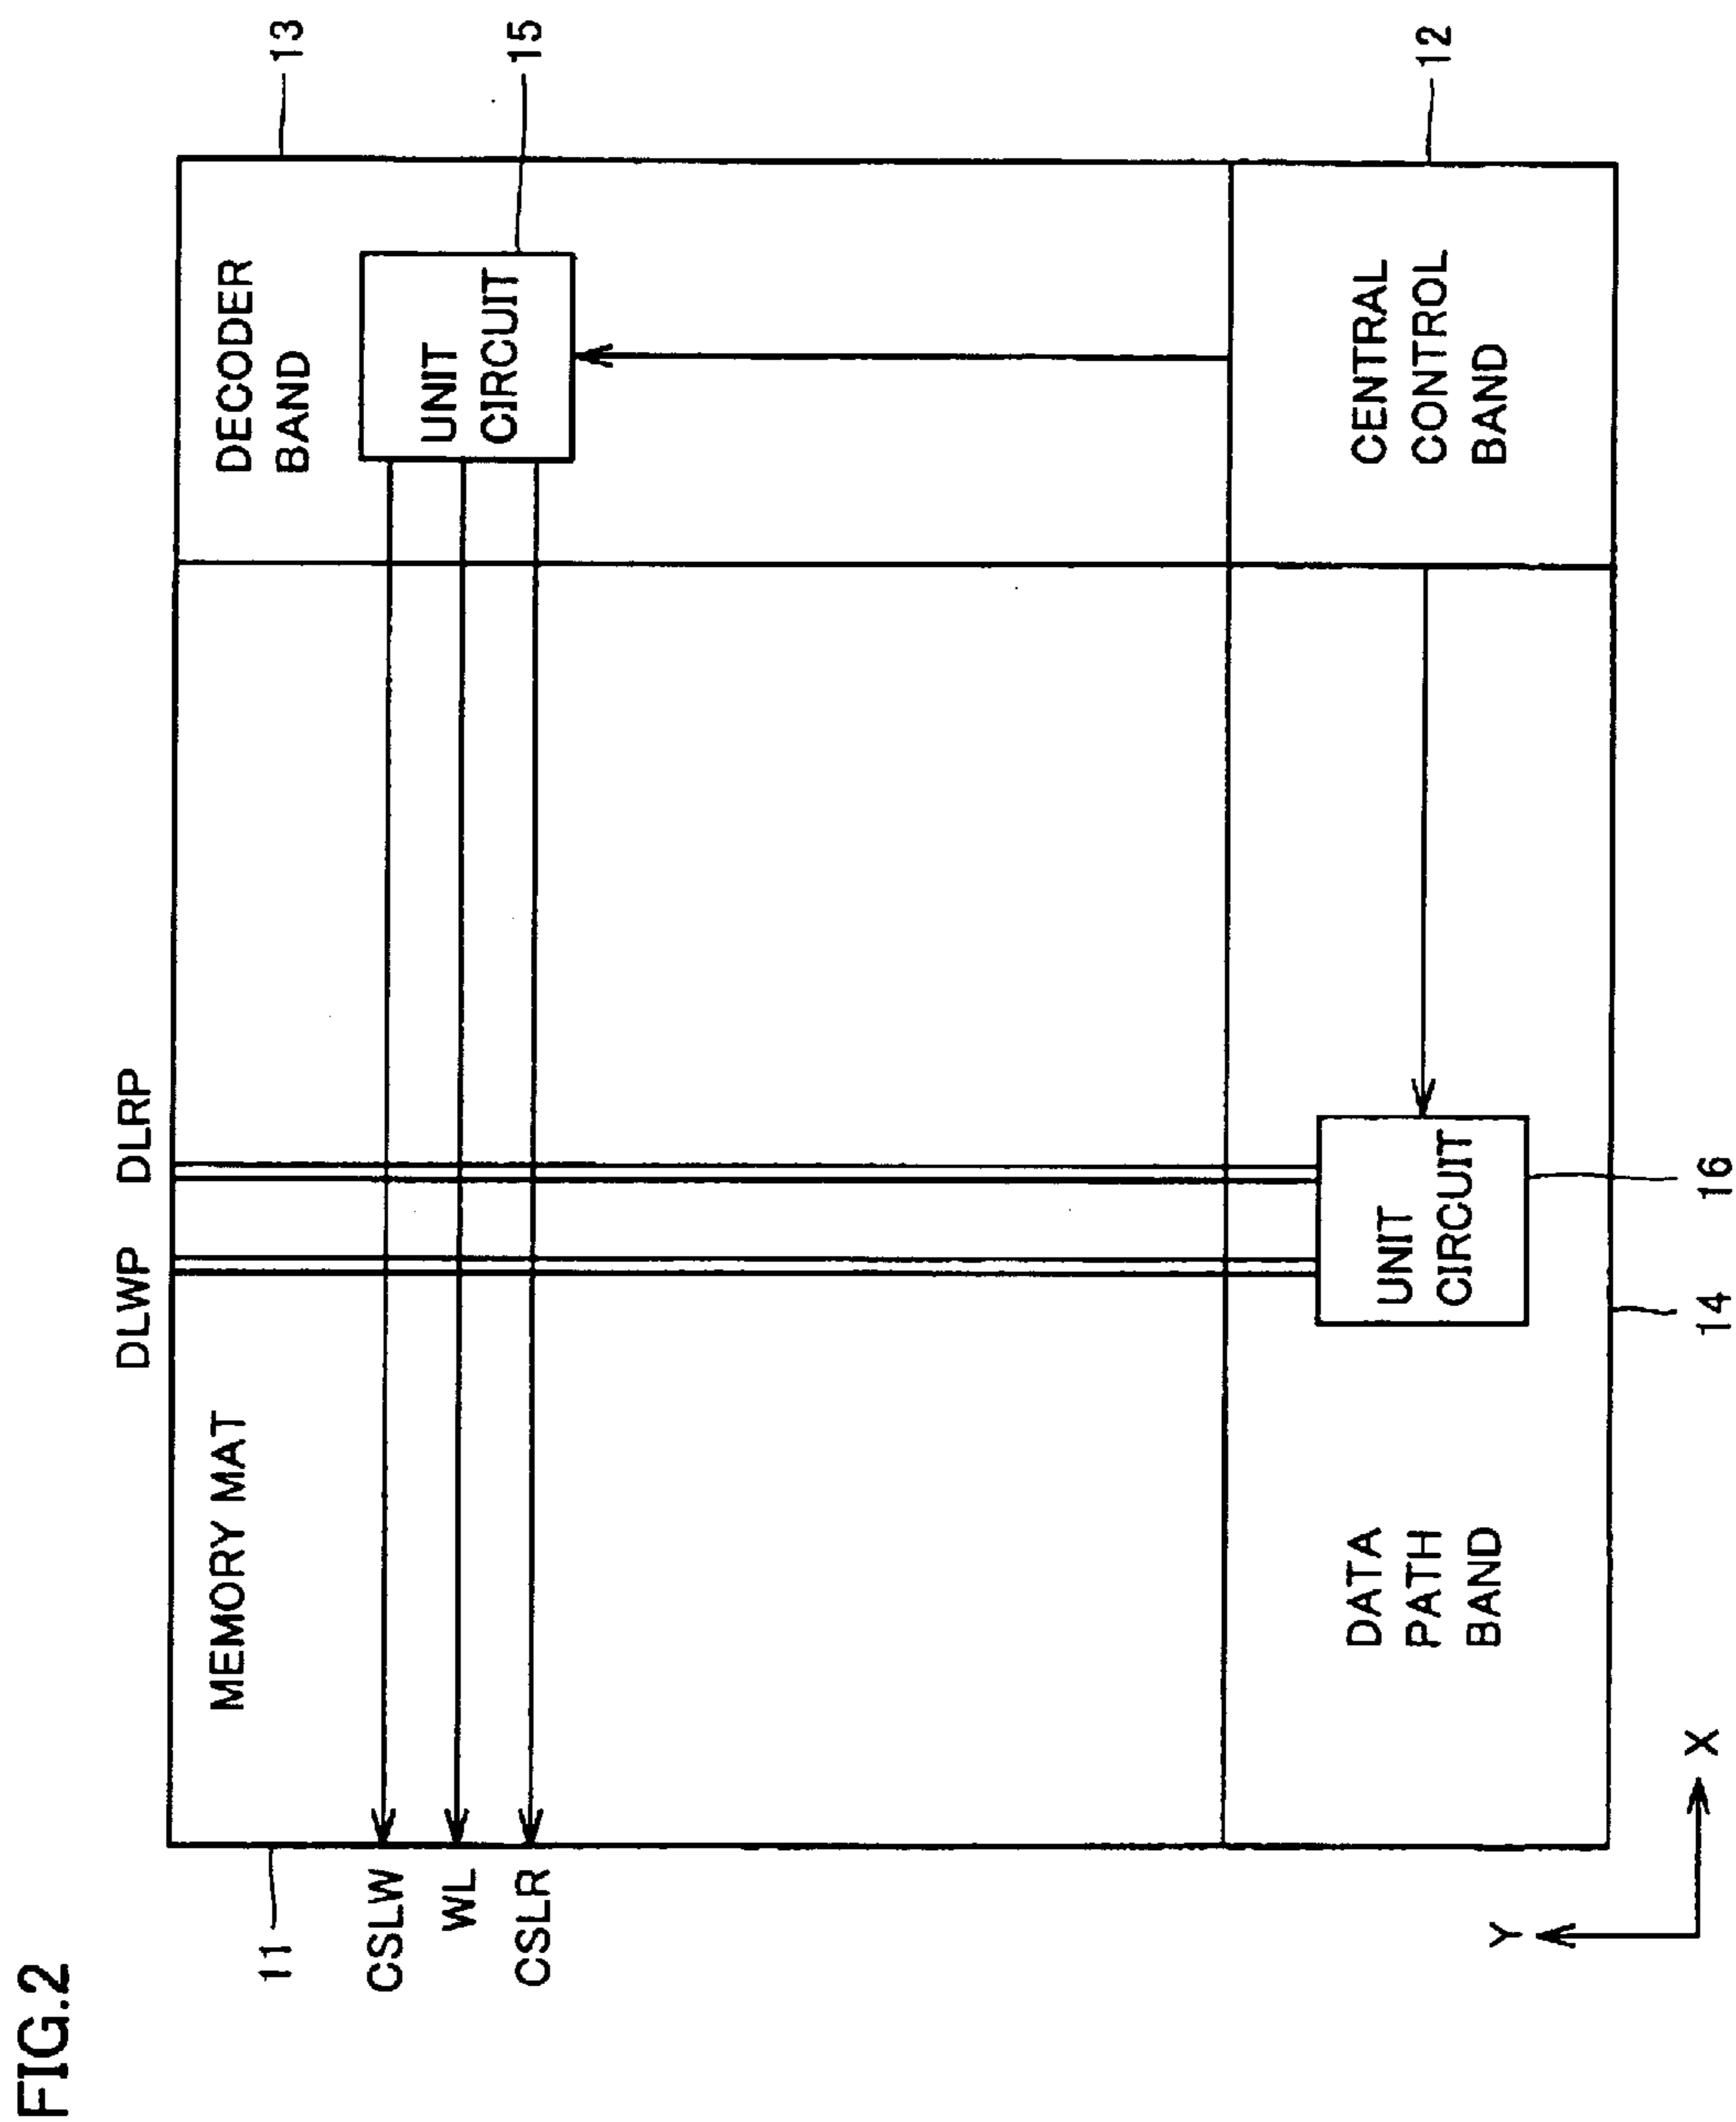 FIG.2
DLWP
DLRP
MEMORY MAT
DECODER
BAND
13
11
CSLW
WL
CSLR
UNIT
CIRCUIT
15
DATA
PATH
BAND
UNIT
CIRCUIT
CENTRAL
CONTROL
BAND
12
Y
X
14
16